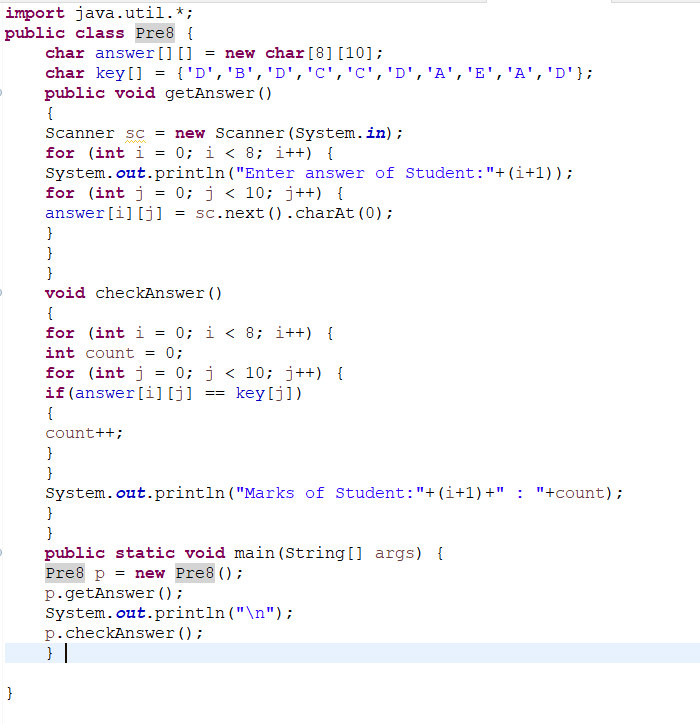 import java.util.*;
public class Pre8 {
char answer[][] = new char[8][10];
char key[] = {'D','B','D','C','C','D','A','E','A','D'};
public void getAnswer()
{
Scanner sc = new Scanner(System.in);
for (int i = 0; i < 8; i++) {
System.out.println("Enter answer of Student:"+(i+1));
for (int j = 0; j < 10; j++) {
answer[i][j] = sc.next().charAt(0);
}
}
}
void checkAnswer()
{
for (int i = 0; i < 8; i++) {
int count = 0;
for (int j = 0; j < 10; j++) {
if(answer[i][j] == key[j])
{
count++;
}
}
System.out.println("Marks of Student:"+(i+1)+" : "+count);
}
}
public static void main(String[] args) {
Pre8 p = new Pre8();
p.getAnswer();
System.out.println("\n");
p.checkAnswer();
}
}